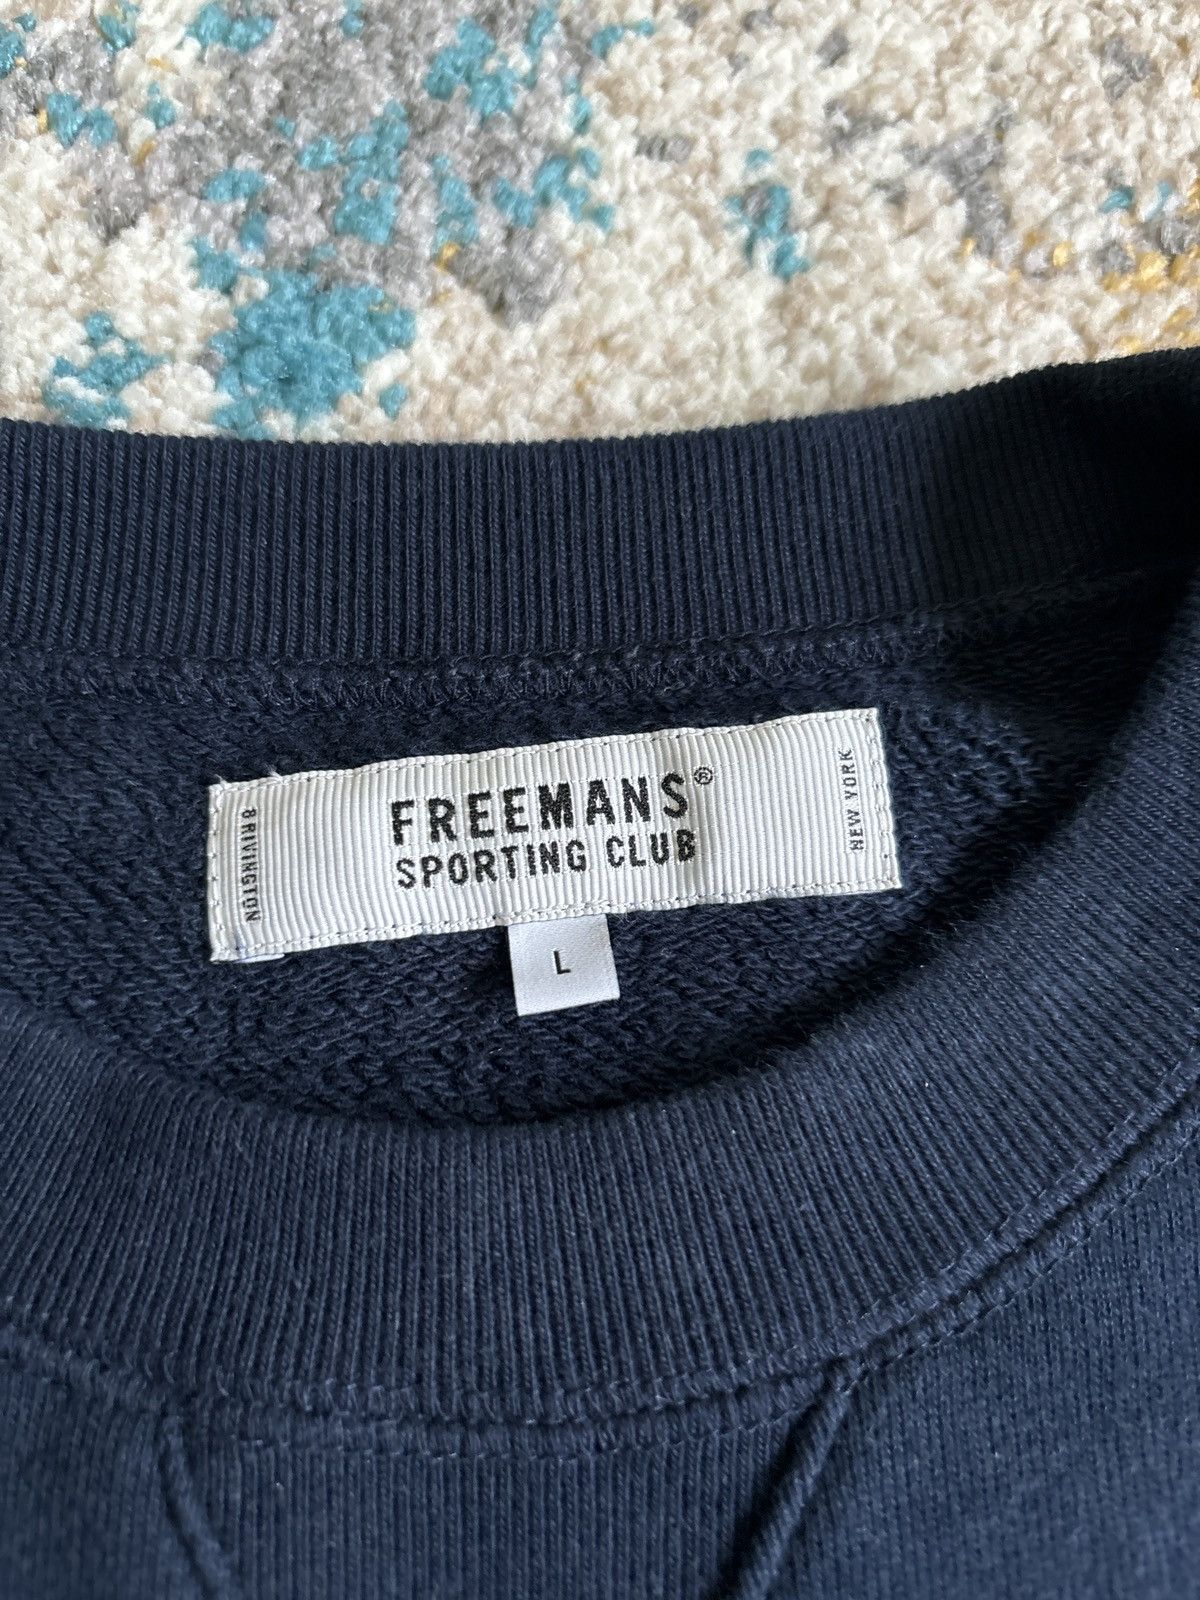 8 RIVINGTON
FREEMANS®
SPORTING CLUB
NEW YORK
L